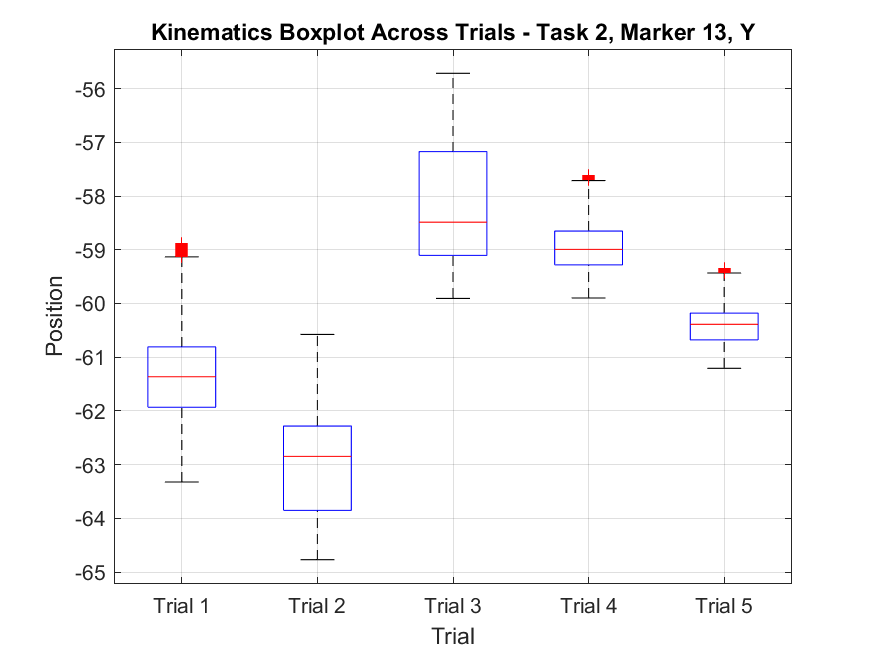 Kinematics Boxplot Across Trials - Task 2, Marker 13, Y
-56
-57
-58
-59
-60
-61
-62
-63
-64
-65
Position
Trial 1 Trial 2 Trial 3 Trial 4 Trial 5
Trial